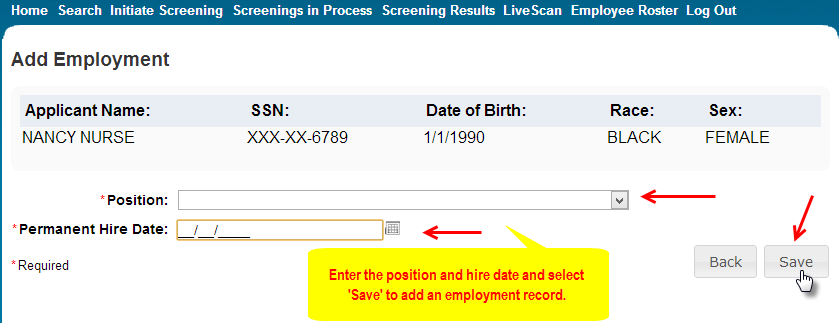 Home Search Initiate Screening Screenings in Process Screening Results LiveScan Employee Roster Log Out
Add Employment
Applicant Name: SSN: Date of Birth: Race: Sex:
NANCY NURSE XXX-XX-6789 1/1/1990 BLACK FEMALE
*Position:
*Permanent Hire Date: __/__/____
*Required
Enter the position and hire date and select
'Save' to add an employment record.
Back Save